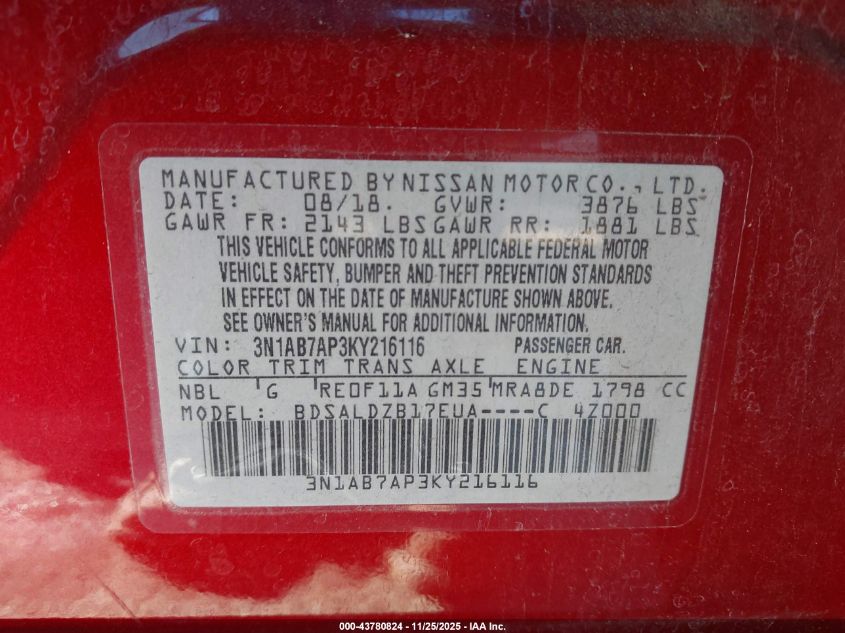 MANUFACTURED BY NISSAN MOTOR CO., LTD.
DATE: 08/18. GVWR: 3876 LBS
GAWR FR: 2143 LBS GAWR RR: 1881 LBS
THIS VEHICLE CONFORMS TO ALL APPLICABLE FEDERAL MOTOR
VEHICLE SAFETY, BUMPER AND THEFT PREVENTION STANDARDS
IN EFFECT ON THE DATE OF MANUFACTURE SHOWN ABOVE.
SEE OWNER'S MANUAL FOR ADDITIONAL INFORMATION.
VIN: 3N1AB7AP3KY216116 PASSENGER CAR.
COLOR TRIM TRANS AXLE ENGINE
NBL G RE0F11A GM35 MRA8DE 1798 CC
MODEL: BDSALDZB17EUA----C 4Z000
3N1AB7AP3KY216116
000-43780824 - 11/25/2025 - IAA Inc.